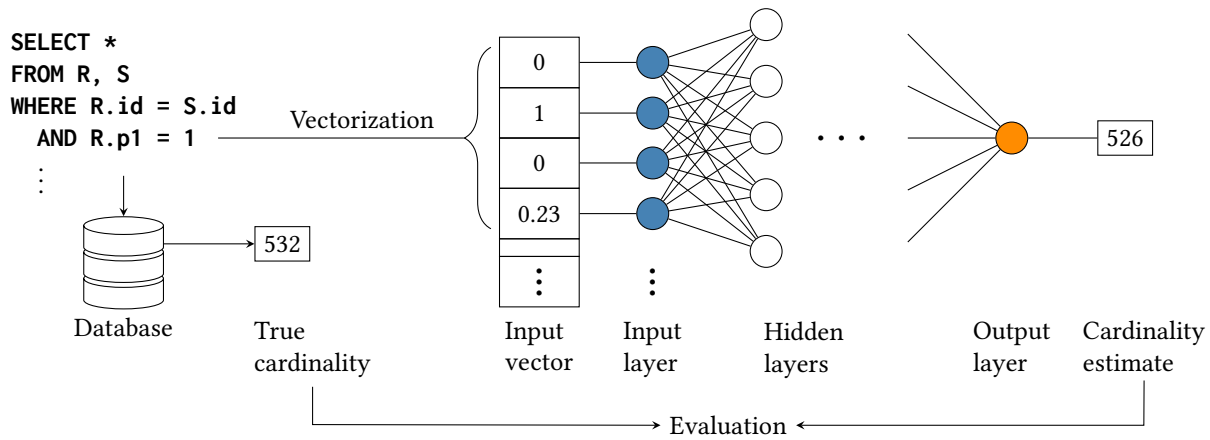 SELECT *
FROM R, S
WHERE R.id = S.id
AND R.p1 = 1
⋮
Vectorization
0
1
0
0.23
⋮
⋮
. . .
526
532
Database
True
cardinality
Input
vector
Input
layer
Hidden
layers
Output
layer
Cardinality
estimate
Evaluation